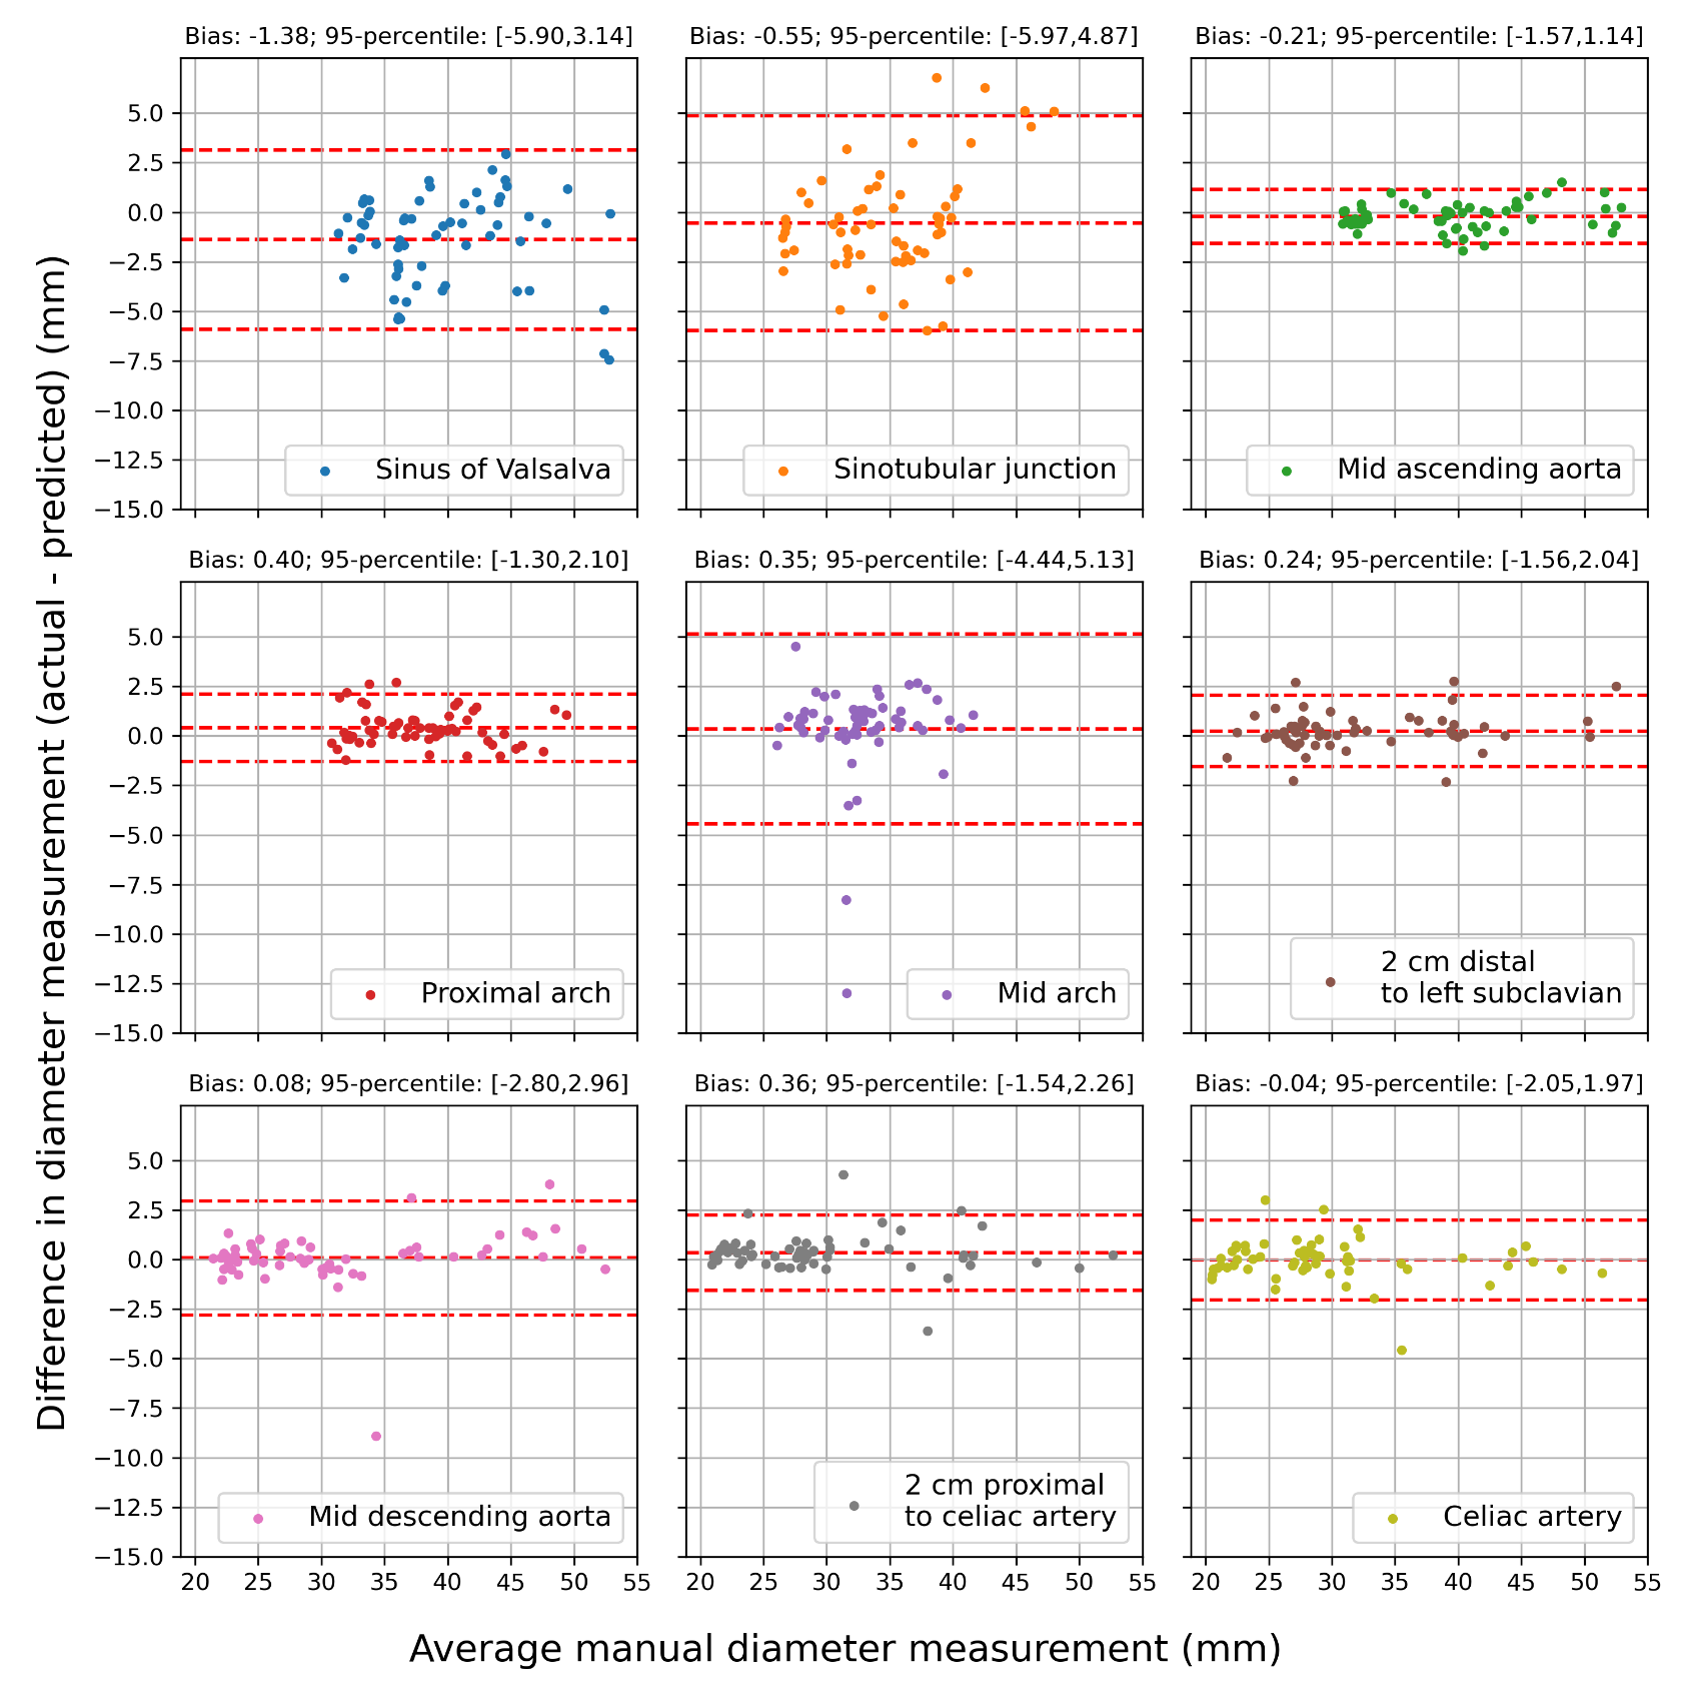 Bias: -1.38; 95-percentile: [-5.90,3.14]
Bias: -0.55; 95-percentile: [-5.97,4.87]
Bias: -0.21; 95-percentile: [-1.57,1.14]
5.0
2.5
0.0
−2.5
−5.0
−7.5
−10.0
−12.5
−15.0
Sinus of Valsalva
Sinotubular junction
Mid ascending aorta
Bias: 0.40; 95-percentile: [-1.30,2.10]
Bias: 0.35; 95-percentile: [-4.44,5.13]
Bias: 0.24; 95-percentile: [-1.56,2.04]
5.0
2.5
0.0
−2.5
−5.0
−7.5
−10.0
−12.5
−15.0
Proximal arch
Mid arch
2 cm distal
to left subclavian
Bias: 0.08; 95-percentile: [-2.80,2.96]
Bias: 0.36; 95-percentile: [-1.54,2.26]
Bias: -0.04; 95-percentile: [-2.05,1.97]
5.0
2.5
0.0
−2.5
−5.0
−7.5
−10.0
−12.5
−15.0
Mid descending aorta
2 cm proximal
to celiac artery
Celiac artery
20 25 30 35 40 45 50 55
20 25 30 35 40 45 50 55
20 25 30 35 40 45 50 55
Difference in diameter measurement (actual - predicted) (mm)
Average manual diameter measurement (mm)